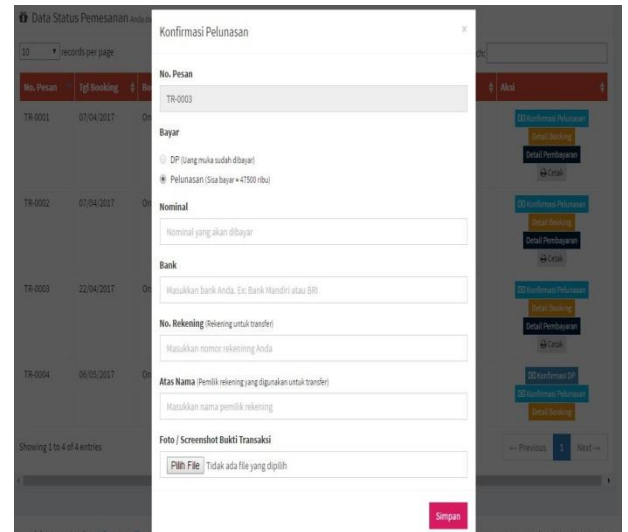 Data Status Pemesanan
Konfirmasi Pelunasan
x
10 records per page
No. Pesan
TR-0003
No. Pesan Tgl Booking Aksi
Bayar
DP (Uang muka sudah dibayar)
Pelunasan (Sisa bayar = 47500 ribu)
Nominal
Nominal yang akan dibayar
Bank
Masukkan bank Anda. Ex: Bank Mandiri atau BRI
No. Rekening (Rekening untuk transfer)
Masukkan nomor rekeninng Anda
Atas Nama (Pemilik rekening yang digunakan untuk transfer)
Masukkan nama pemilik rekening
Foto / Screenshot Bukti Transaksi
Pilih File Tidak ada file yang dipilih
Simpan
TR-0001 07/04/2017
Konfirmasi Pelunasan
Detail Booking
Detail Pembayaran
Cetak
TR-0002 07/04/2017
Konfirmasi Pelunasan
Detail Booking
Detail Pembayaran
Cetak
TR-0003 22/04/2017
Konfirmasi Pelunasan
Detail Booking
Detail Pembayaran
Cetak
TR-0004 06/05/2017
Konfirmasi DP
Konfirmasi Pelunasan
Detail Booking
Showing 1 to 4 of 4 entries
← Previous 1 Next →